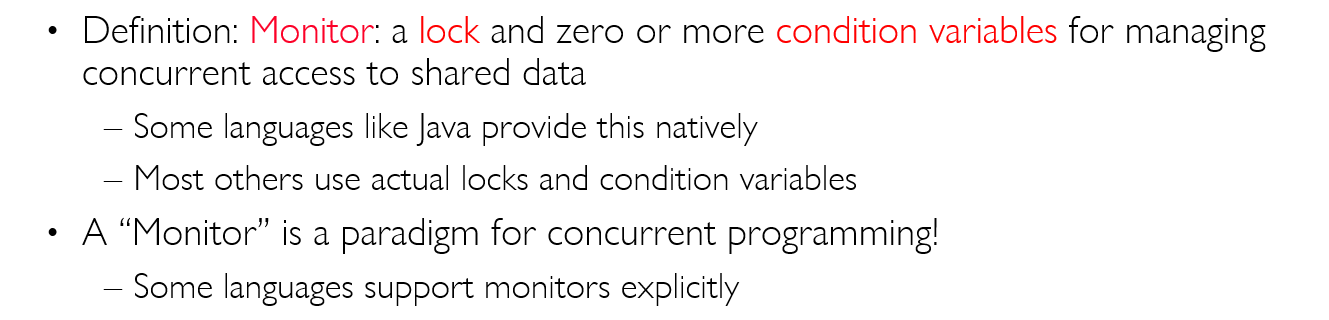 • Definition: Monitor: a lock and zero or more condition variables for managing
concurrent access to shared data
– Some languages like Java provide this natively
– Most others use actual locks and condition variables
• A “Monitor” is a paradigm for concurrent programming!
– Some languages support monitors explicitly